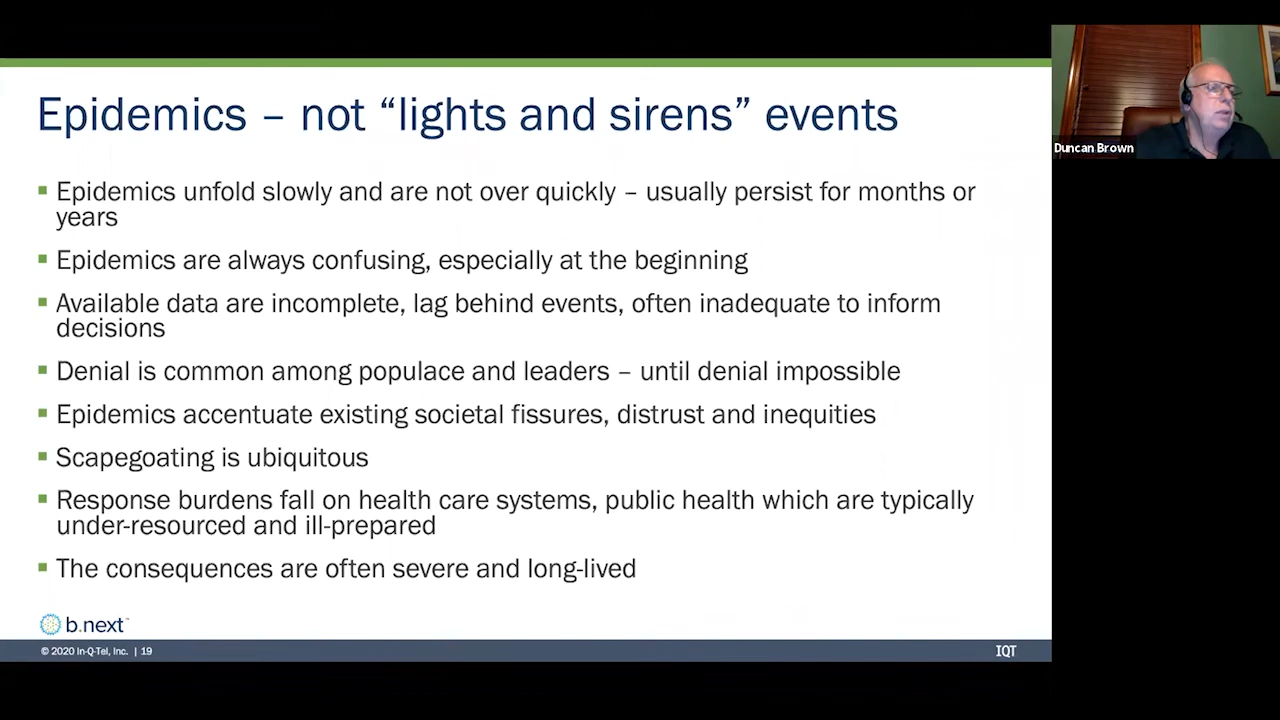 Epidemics – not “lights and sirens” events
▪ Epidemics unfold slowly and are not over quickly – usually persist for months or
years
▪ Epidemics are always confusing, especially at the beginning
▪ Available data are incomplete, lag behind events, often inadequate to inform
decisions
▪ Denial is common among populace and leaders – until denial impossible
▪ Epidemics accentuate existing societal fissures, distrust and inequities
▪ Scapegoating is ubiquitous
▪ Response burdens fall on health care systems, public health which are typically
under-resourced and ill-prepared
▪ The consequences are often severe and long-lived
b.next™
© 2020 In-Q-Tel, Inc. | 19
IQT
Duncan Brown